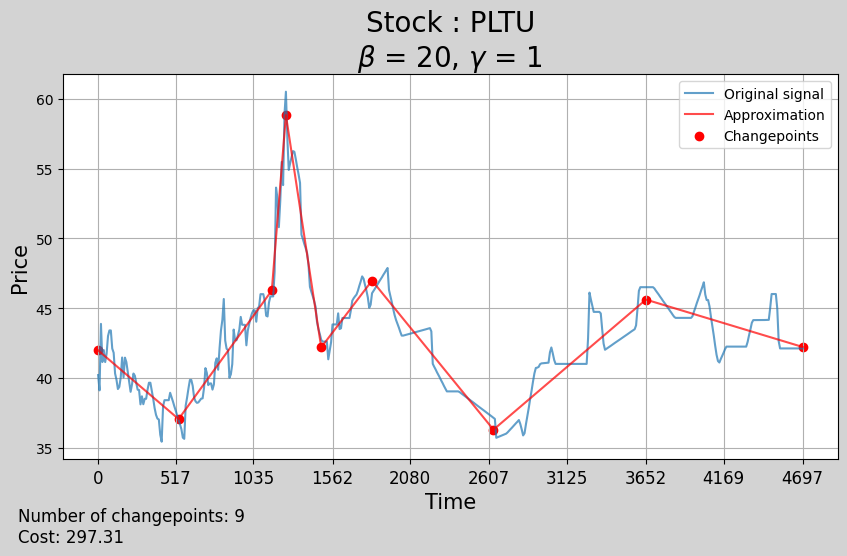 Stock : PLTU
β = 20, γ = 1
Original signal
Approximation
Changepoints
60
55
50
45
40
35
Price
0 517 1035 1562 2080 2607 3125 3652 4169 4697
Time
Number of changepoints: 9
Cost: 297.31